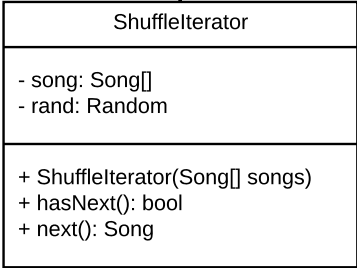 ShuffleIterator
- song: Song[]
- rand: Random
+ ShuffleIterator(Song[] songs)
+ hasNext(): bool
+ next(): Song